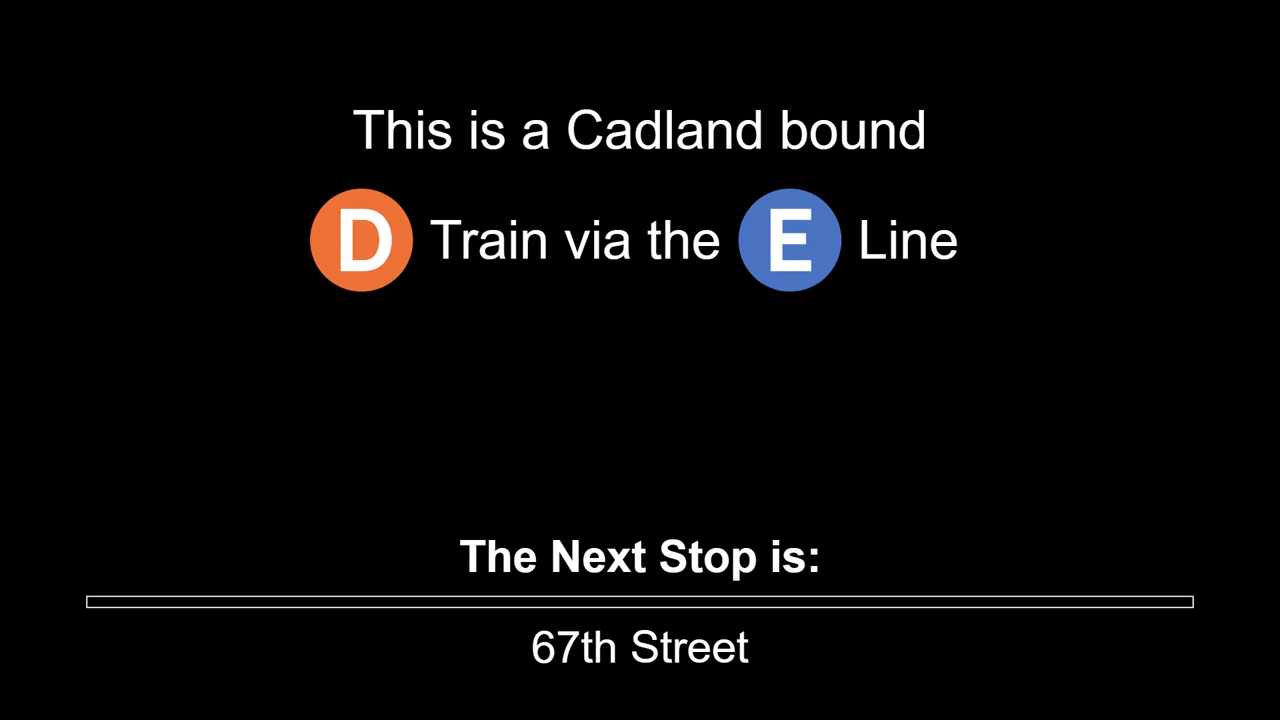 This is a Cadland bound
D Train via the E Line
The Next Stop is:
67th Street